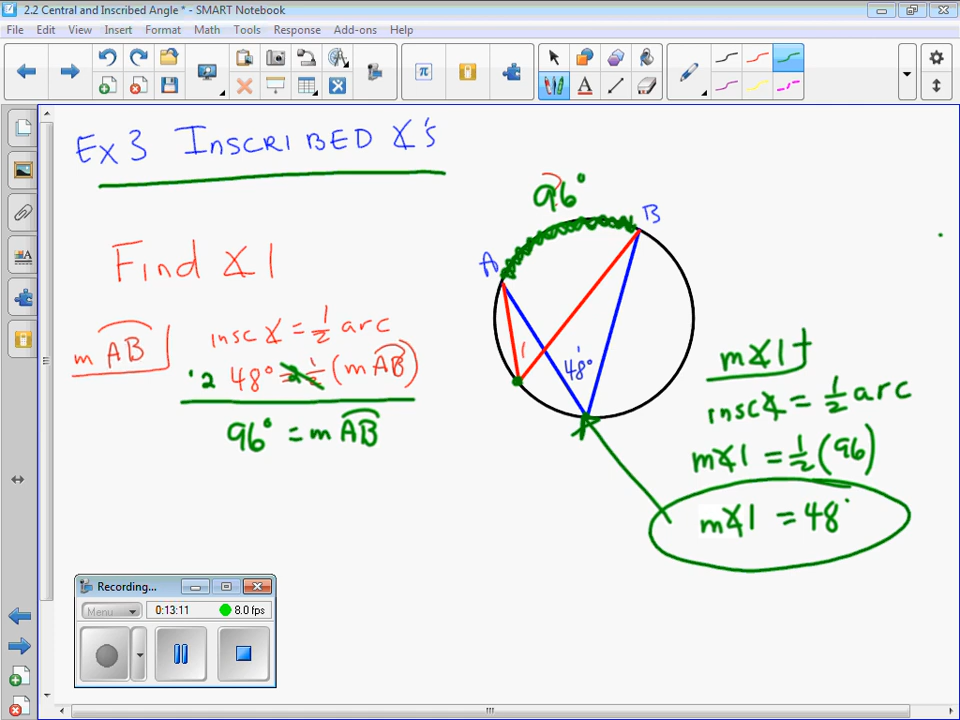 2.2 Central and Inscribed Angle * - SMART Notebook
File Edit View Insert Format Math Tools Response Add-ons Help
Ex 3 INSCRIBED ∡'s
96°
B
A
Find ∡1
m AB
insc ∡ = 1/2 arc
·2 48° = 2·1/2 (m AB)
96° = m AB
1
48°
m∡1
insc∡ = 1/2 arc
m∡1 = 1/2 (96)
m∡1 = 48°
Recording...
Menu 0:13:11 8.0 fps